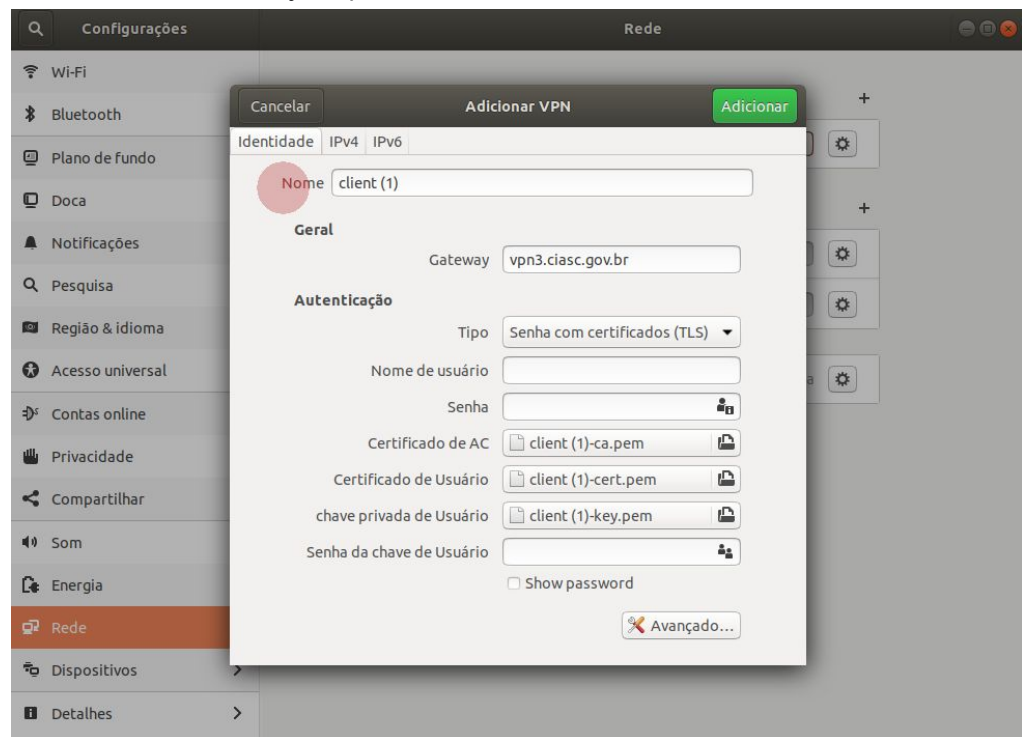 Configurações
Rede
Wi-Fi
Bluetooth
Plano de fundo
Doca
Notificações
Pesquisa
Região & idioma
Acesso universal
Contas online
Privacidade
Compartilhar
Som
Energia
Rede
Dispositivos
Detalhes
Cancelar
Adicionar VPN
Adicionar
Identidade IPv4 IPv6
Nome client (1)
Geral
Gateway vpn3.ciasc.gov.br
Autenticação
Tipo Senha com certificados (TLS)
Nome de usuário
Senha
Certificado de AC client (1)-ca.pem
Certificado de Usuário client (1)-cert.pem
chave privada de Usuário client (1)-key.pem
Senha da chave de Usuário
Show password
Avançado...